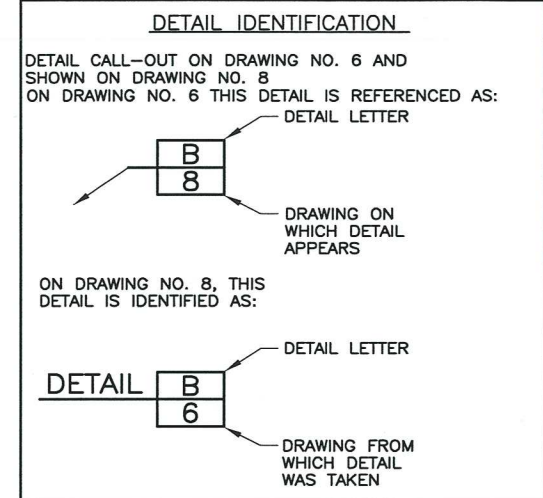 DETAIL IDENTIFICATION
DETAIL CALL-OUT ON DRAWING NO. 6 AND
SHOWN ON DRAWING NO. 8
ON DRAWING NO. 6 THIS DETAIL IS REFERENCED AS:
DETAIL LETTER
B
8
DRAWING ON
WHICH DETAIL
APPEARS
ON DRAWING NO. 8, THIS
DETAIL IS IDENTIFIED AS:
DETAIL LETTER
DETAIL B
6
DRAWING FROM
WHICH DETAIL
WAS TAKEN